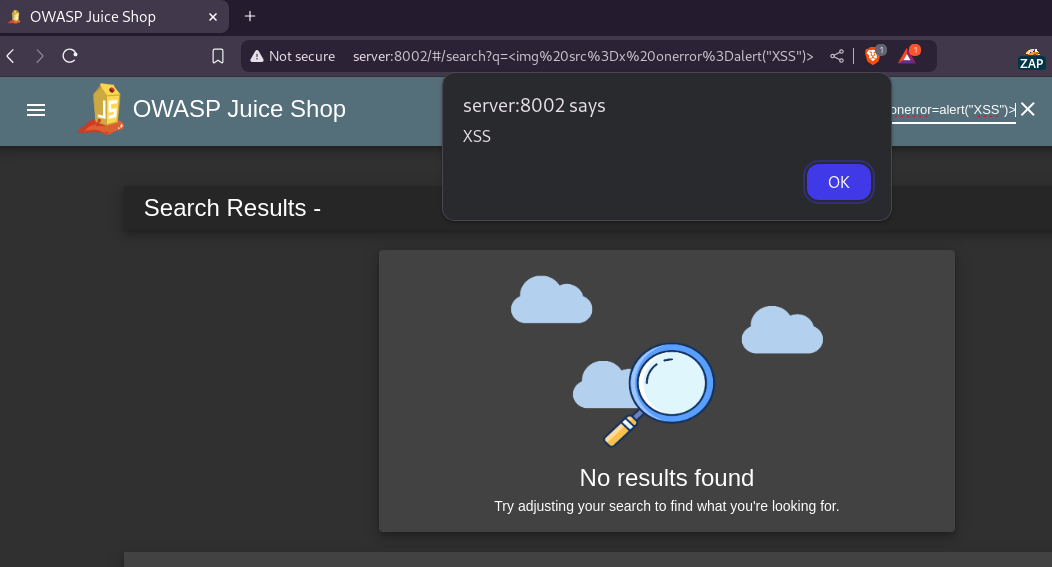 OWASP Juice Shop
Not secure server:8002/#/search?q=<img%20src%3Dx%20onerror%3Dalert("XSS")>
1
1
ZAP
JS
OWASP Juice Shop
onerror=alert("XSS")>
server:8002 says
XSS
OK
Search Results -
No results found
Try adjusting your search to find what you're looking for.